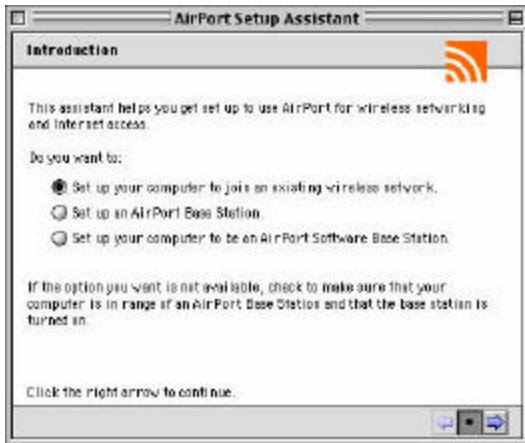 AirPort Setup Assistant
Introduction
This assistant helps you get set up to use AirPort for wireless networking
and Internet access.
Do you want to:
Set up your computer to join an existing wireless network.
Set up an AirPort Base Station.
Set up your computer to be an AirPort Software Base Station.
If the option you want is not available, check to make sure that your
computer is in range of an AirPort Base Station and that the base station is
turned on.
Click the right arrow to continue.